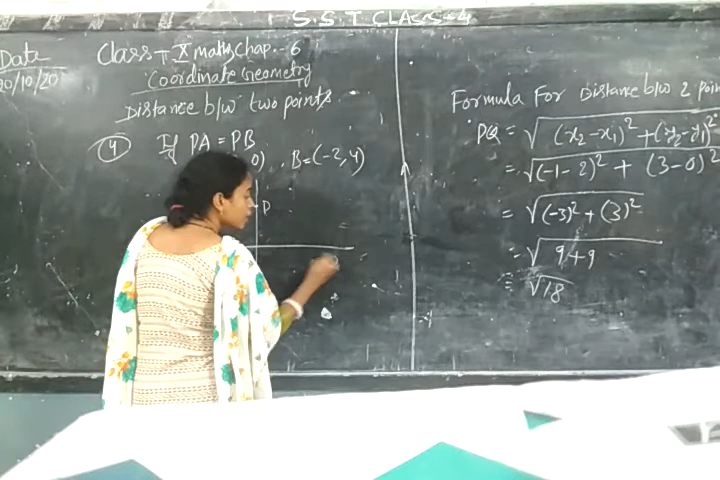 S.S.T CLASS-4
Date
20/10/20
Class-X maths chap.-6
Coordinate Geometry
Distance b/w two points.
(4) If PA = PB
0), B=(-2,4)
P
Formula For Distance b/w 2 Poin
PQ = √(x₂-x₁)² + (y₂-y₁)²
= √(-1-2)² + (3-0)²
= √(-3)² + (3)²
= √9+9
= √18